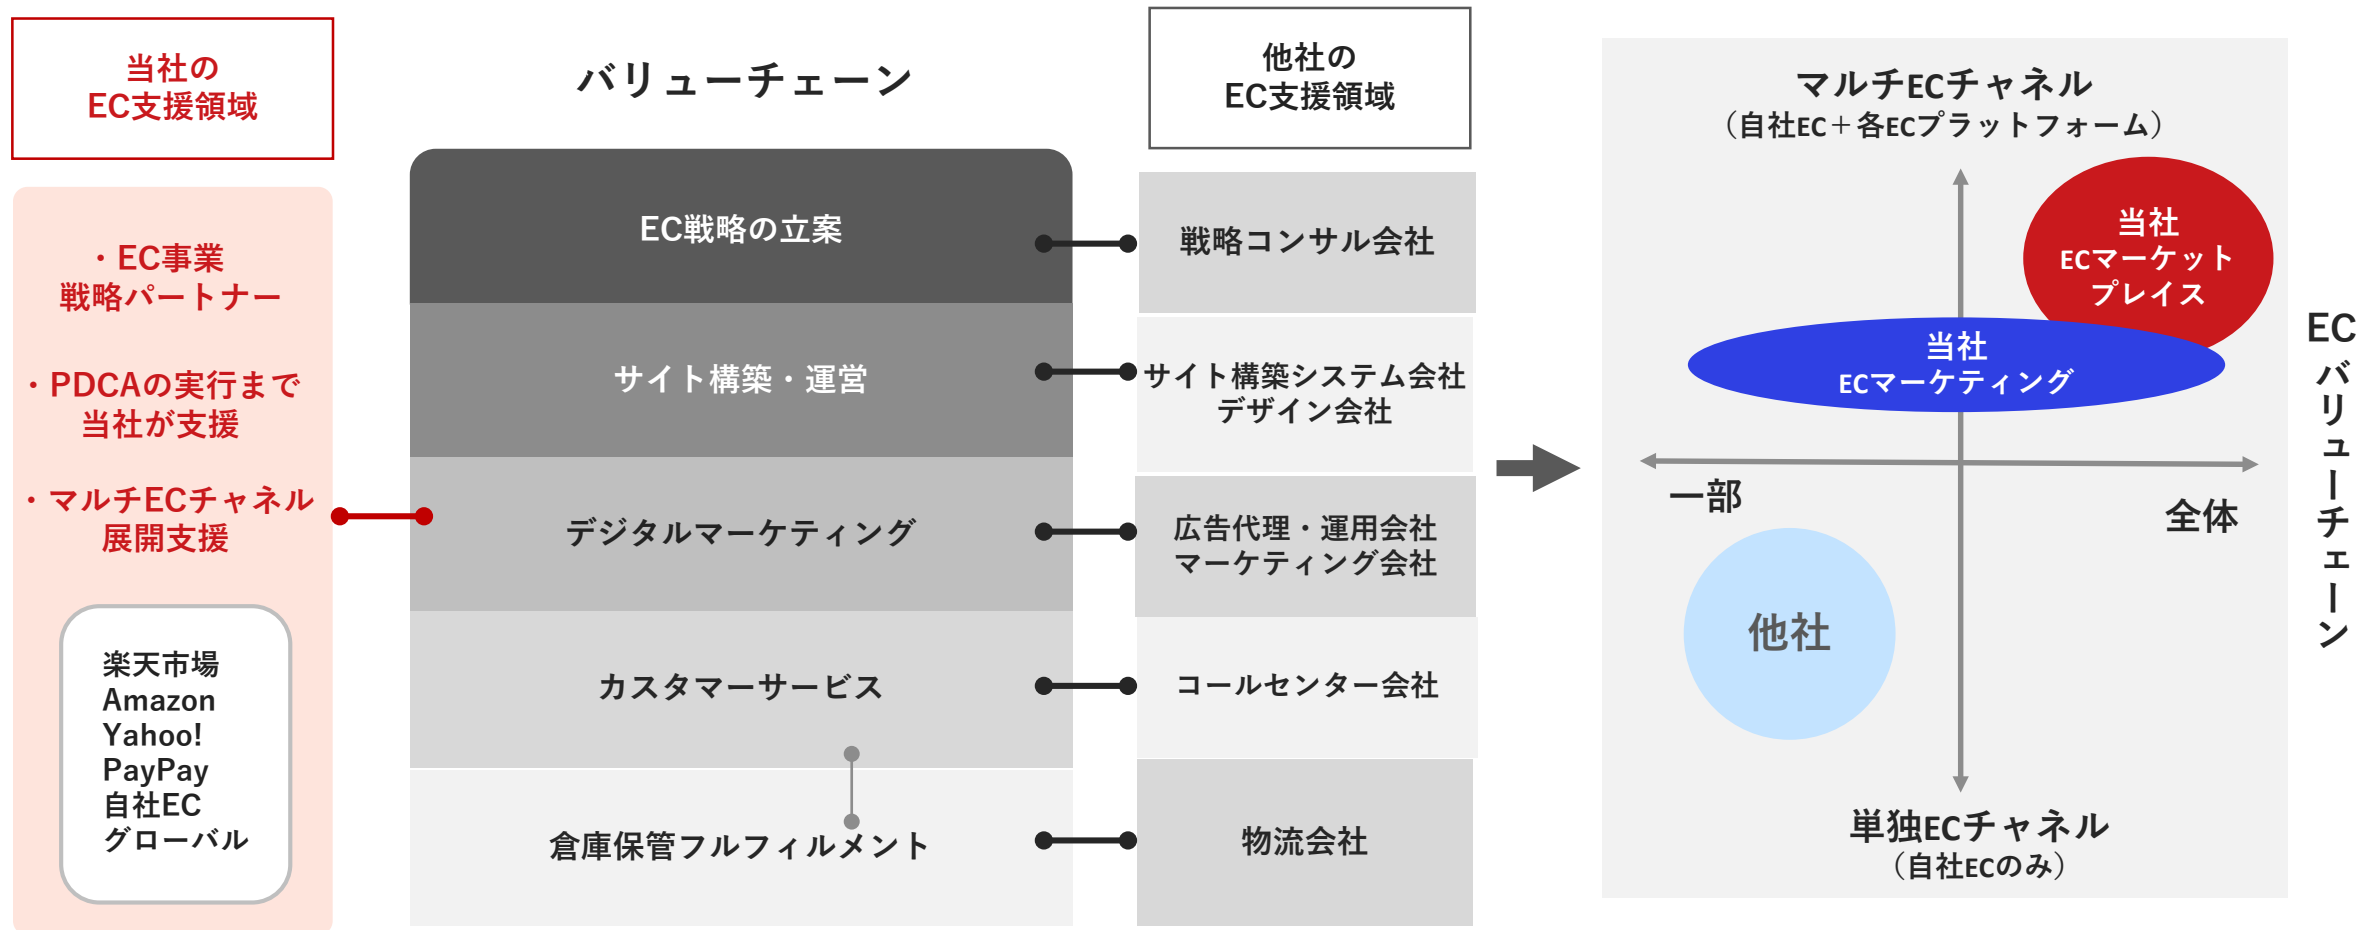 当社の
EC支援領域
・EC事業
戦略パートナー
・PDCAの実行まで
当社が支援
・マルチECチャネル
展開支援
楽天市場
Amazon
Yahoo!
PayPay
自社EC
グローバル
バリューチェーン
EC戦略の立案
サイト構築・運営
デジタルマーケティング
カスタマーサービス
倉庫保管フルフィルメント
他社の
EC支援領域
戦略コンサル会社
サイト構築システム会社
デザイン会社
広告代理・運用会社
マーケティング会社
コールセンター会社
物流会社
マルチECチャネル
（自社EC＋各ECプラットフォーム）
当社
ECマーケット
プレイス
当社
ECマーケティング
一部
全体
他社
単独ECチャネル
（自社ECのみ）
ECバリューチェーン